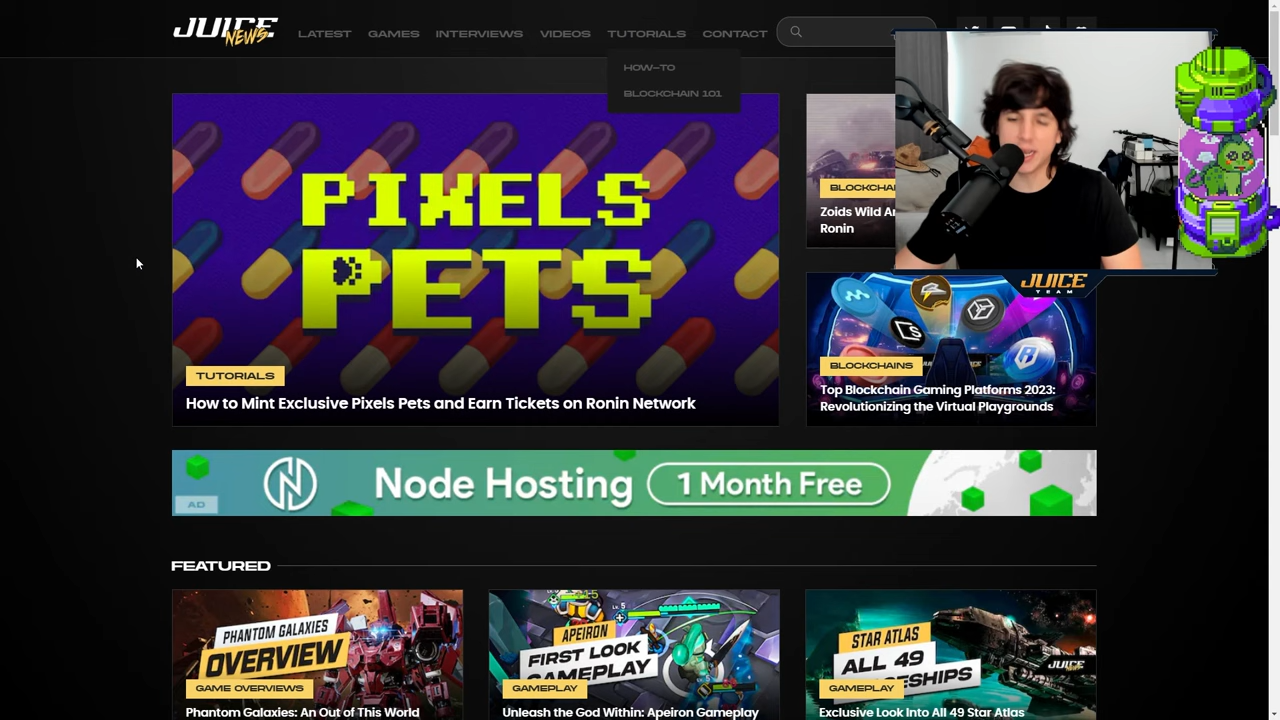 JUICE
NEWS
LATEST
GAMES
INTERVIEWS
VIDEOS
TUTORIALS
CONTACT
HOW-TO
BLOCKCHAIN 101
PIXELS
PETS
TUTORIALS
How to Mint Exclusive Pixels Pets and Earn Tickets on Ronin Network
Zoids Wild
Ronin
JUICE
TEAM
BLOCKCHAINS
Top Blockchain Gaming Platforms 2023:
Revolutionizing the Virtual Playgrounds
AD
Node Hosting
1 Month Free
FEATURED
PHANTOM GALAXIES
OVERVIEW
GAME OVERVIEWS
Phantom Galaxies: An Out of This World
APEIRON
FIRST LOOK
GAMEPLAY
GAMEPLAY
Unleash the God Within: Apeiron Gameplay
STAR ATLAS
ALL 49
JUICE
GAMEPLAY
Exclusive Look Into All 49 Star Atlas